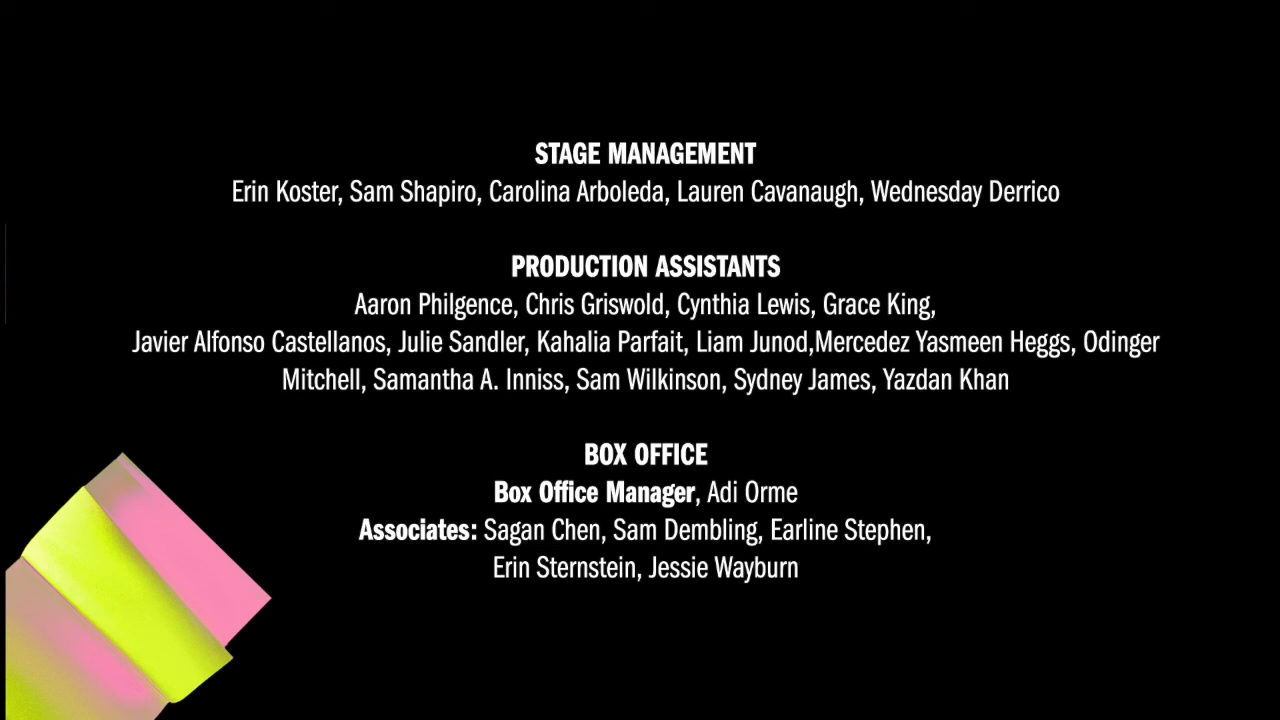 STAGE MANAGEMENT
Erin Koster, Sam Shapiro, Carolina Arboleda, Lauren Cavanaugh, Wednesday Derrico
PRODUCTION ASSISTANTS
Aaron Philgence, Chris Griswold, Cynthia Lewis, Grace King,
Javier Alfonso Castellanos, Julie Sandler, Kahalia Parfait, Liam Junod,Mercedez Yasmeen Heggs, Odinger
Mitchell, Samantha A. Inniss, Sam Wilkinson, Sydney James, Yazdan Khan
BOX OFFICE
Box Office Manager, Adi Orme
Associates: Sagan Chen, Sam Dembling, Earline Stephen,
Erin Sternstein, Jessie Wayburn